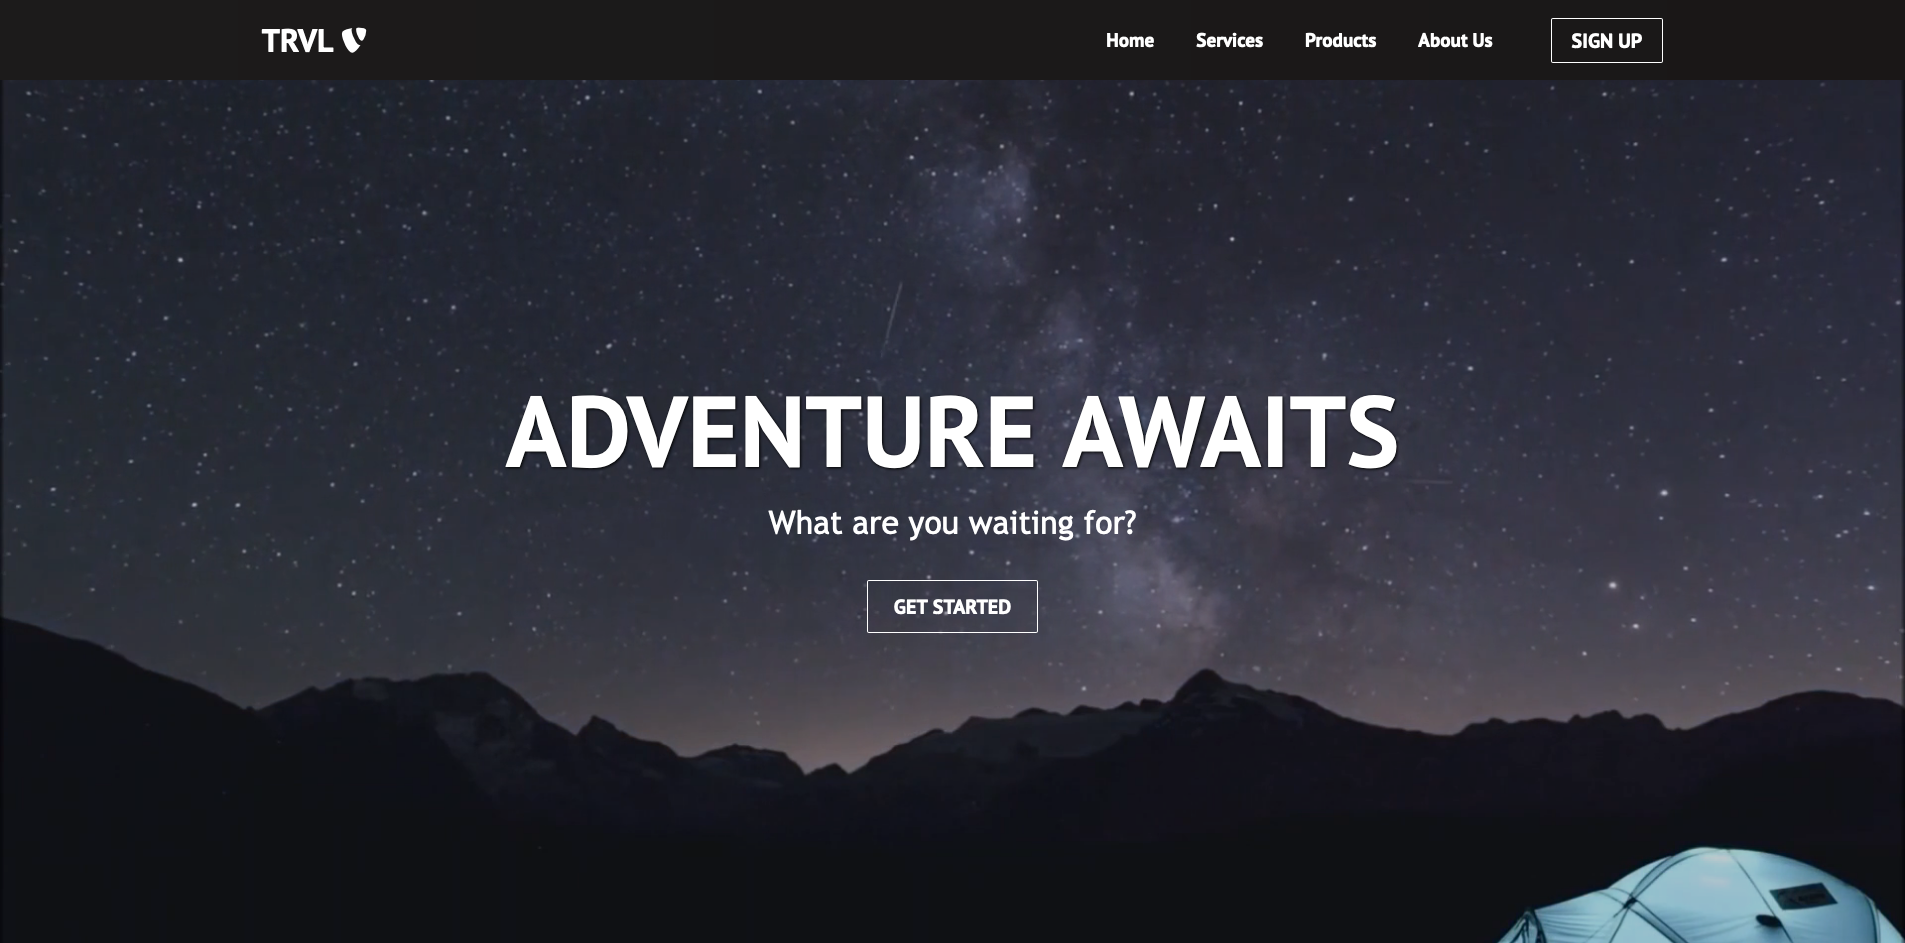 TRVL
Home Services Products About Us SIGN UP
ADVENTURE AWAITS
What are you waiting for?
GET STARTED